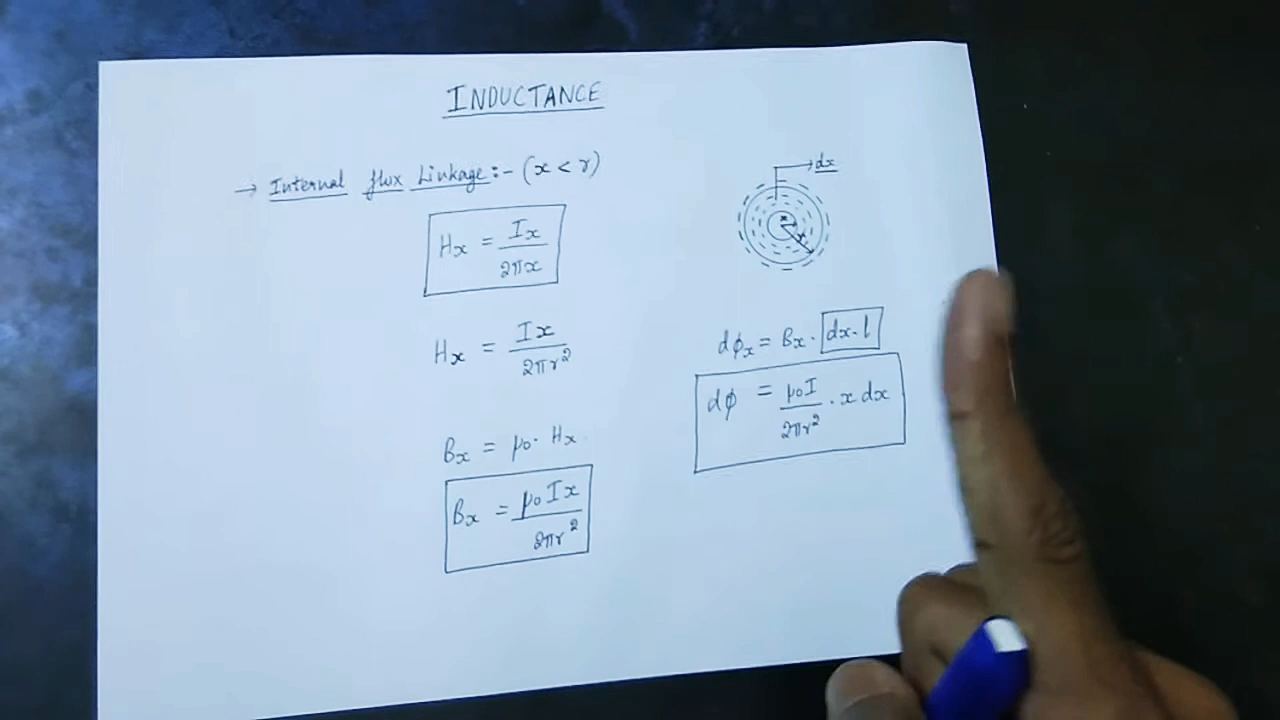 INDUCTANCE
→ Internal flux Linkage:- (x < r)
Hx = Ix / 2πx
Hx = Ix / 2πr²
Bx = μ₀. Hx
Bx = μ₀Ix / 2πr²
dx
x
r
dϕx = Bx . dx.l
dϕ = μ₀I / 2πr² . x dx